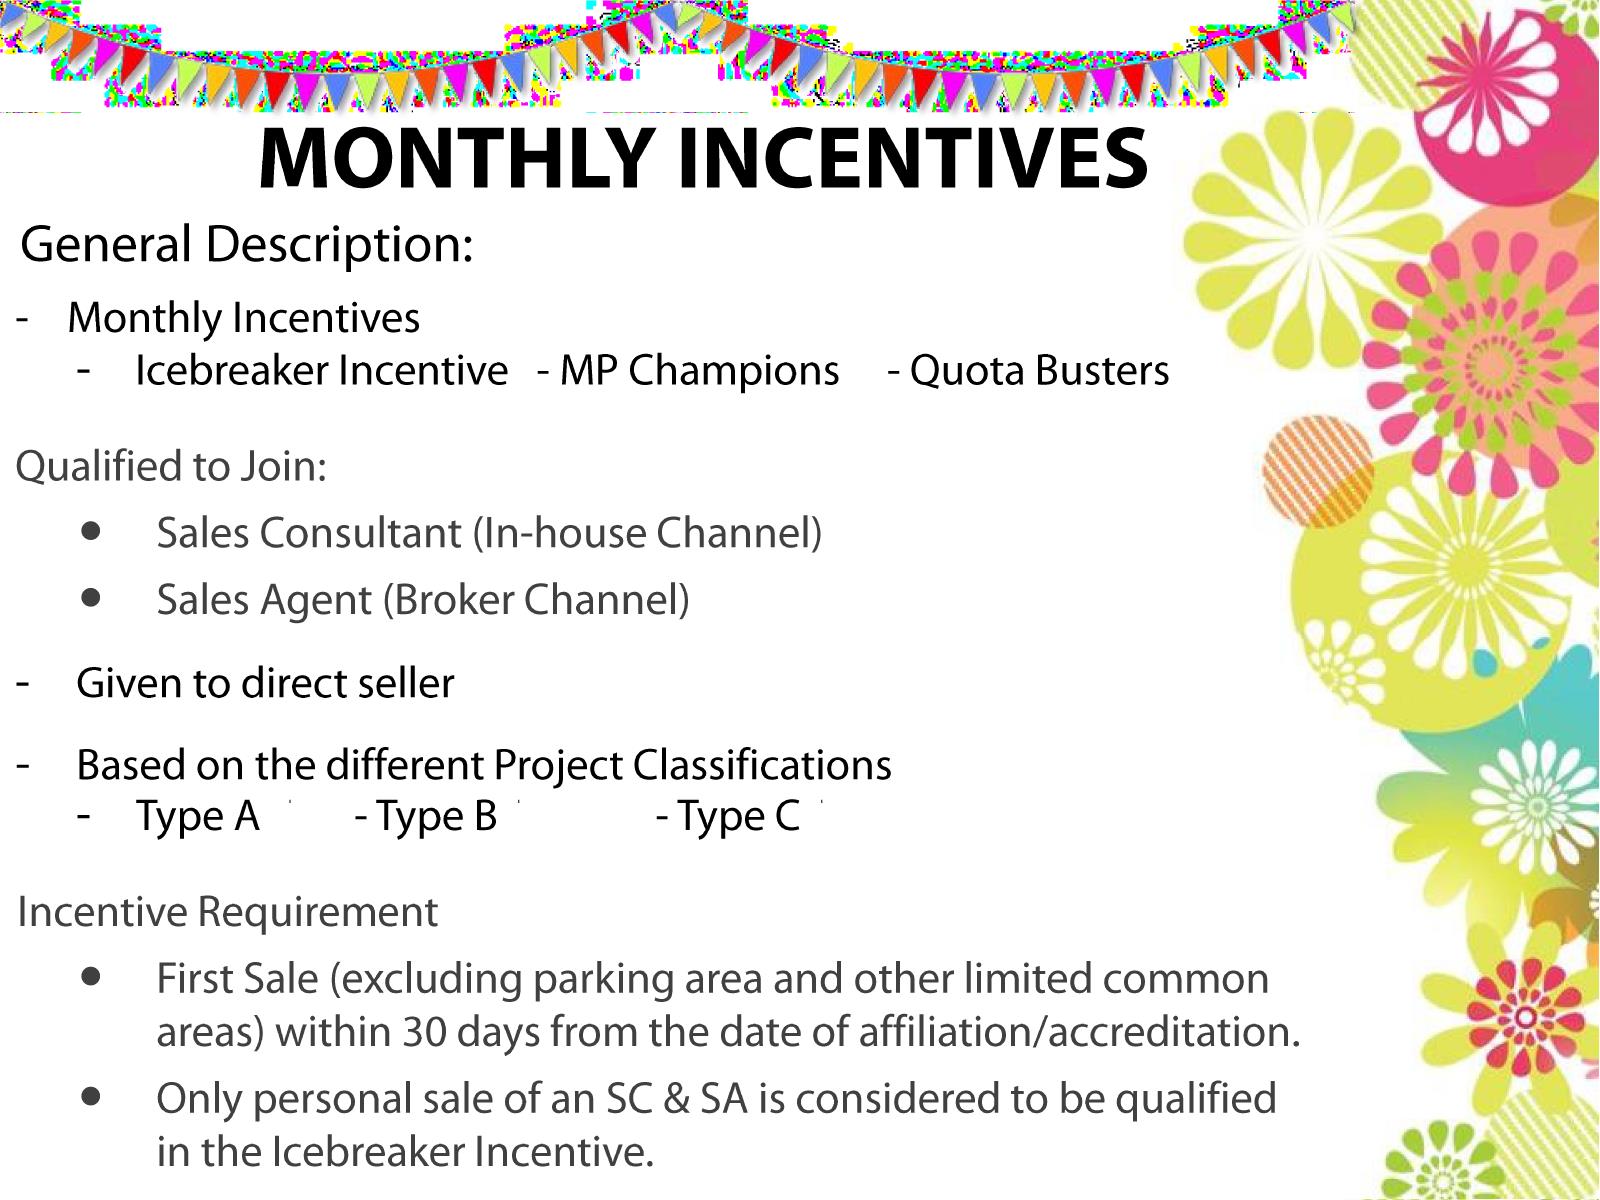 MONTHLY INCENTIVES
General Description:
- Monthly Incentives
- Icebreaker Incentive - MP Champions - Quota Busters
Qualified to Join:
● Sales Consultant (In-house Channel)
● Sales Agent (Broker Channel)
- Given to direct seller
- Based on the different Project Classifications
- Type A - Type B - Type C
Incentive Requirement
● First Sale (excluding parking area and other limited common
areas) within 30 days from the date of affiliation/accreditation.
● Only personal sale of an SC & SA is considered to be qualified
in the Icebreaker Incentive.